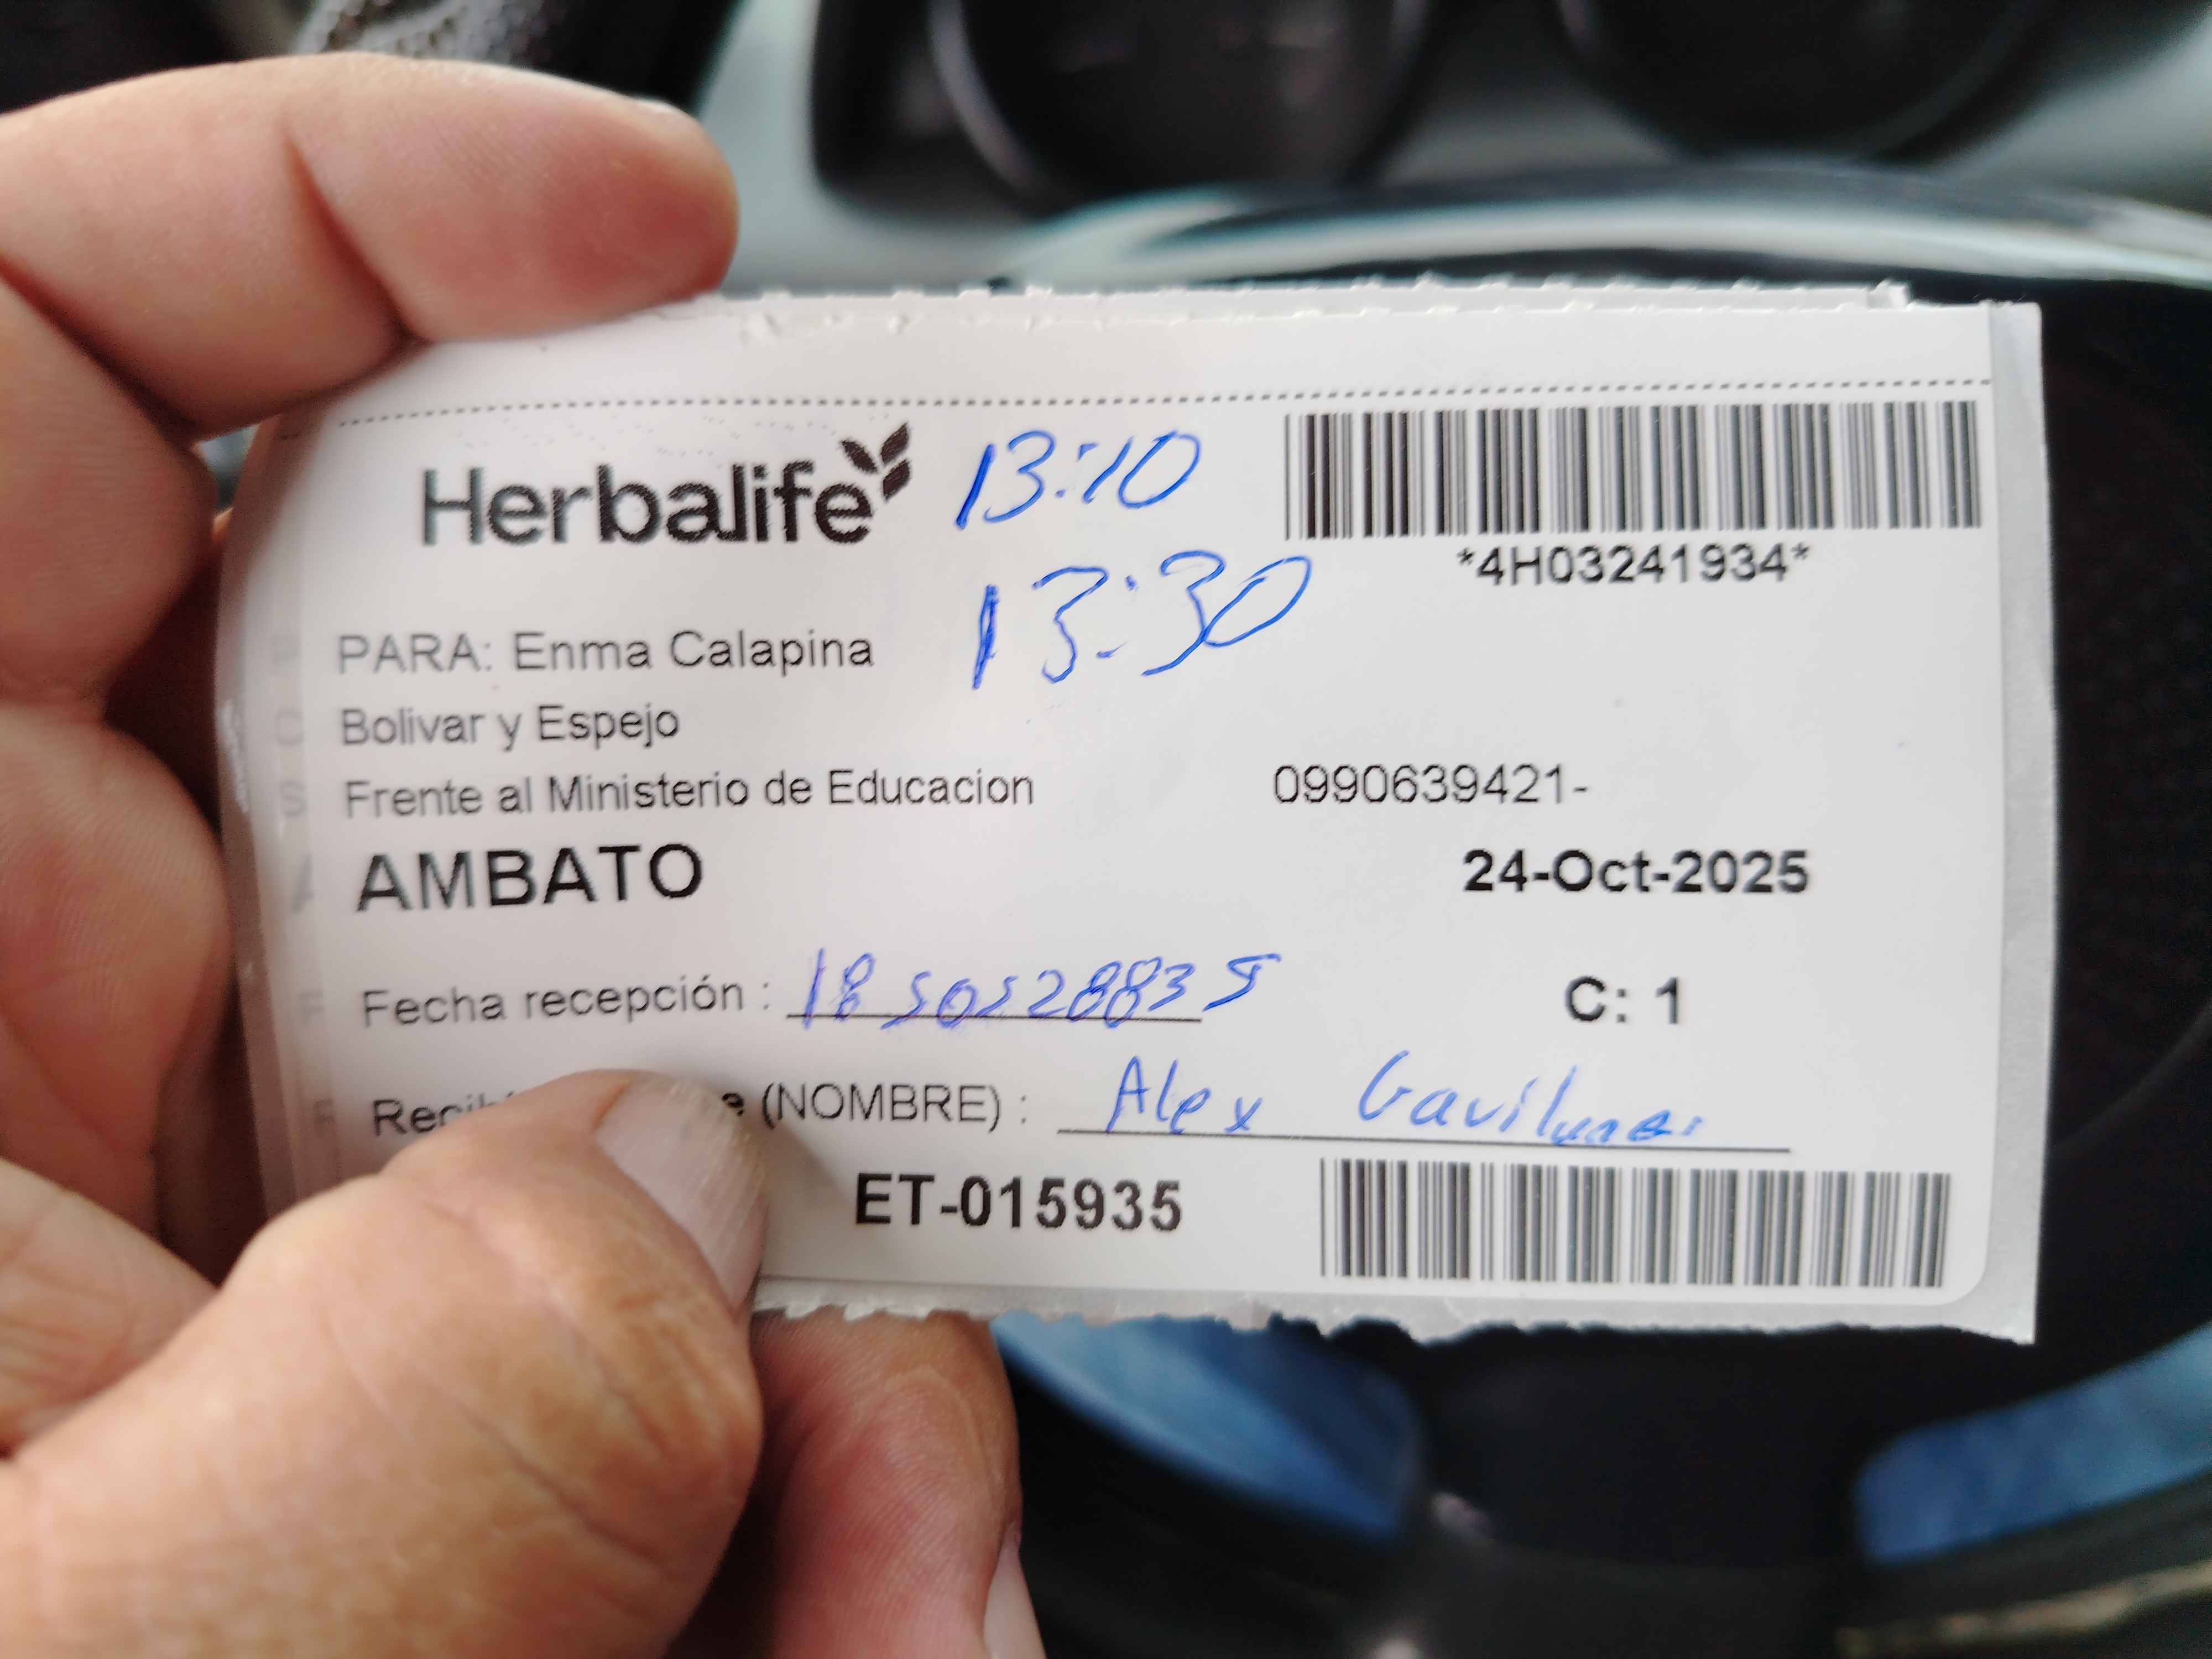 Herbalife 13:10
*4H03241934*
13:30
PARA: Enma Calapina
Bolivar y Espejo
Frente al Ministerio de Educacion 0990639421-
AMBATO 24-Oct-2025
Fecha recepción : 1850528835 C: 1
(NOMBRE) : Alex
ET-015935